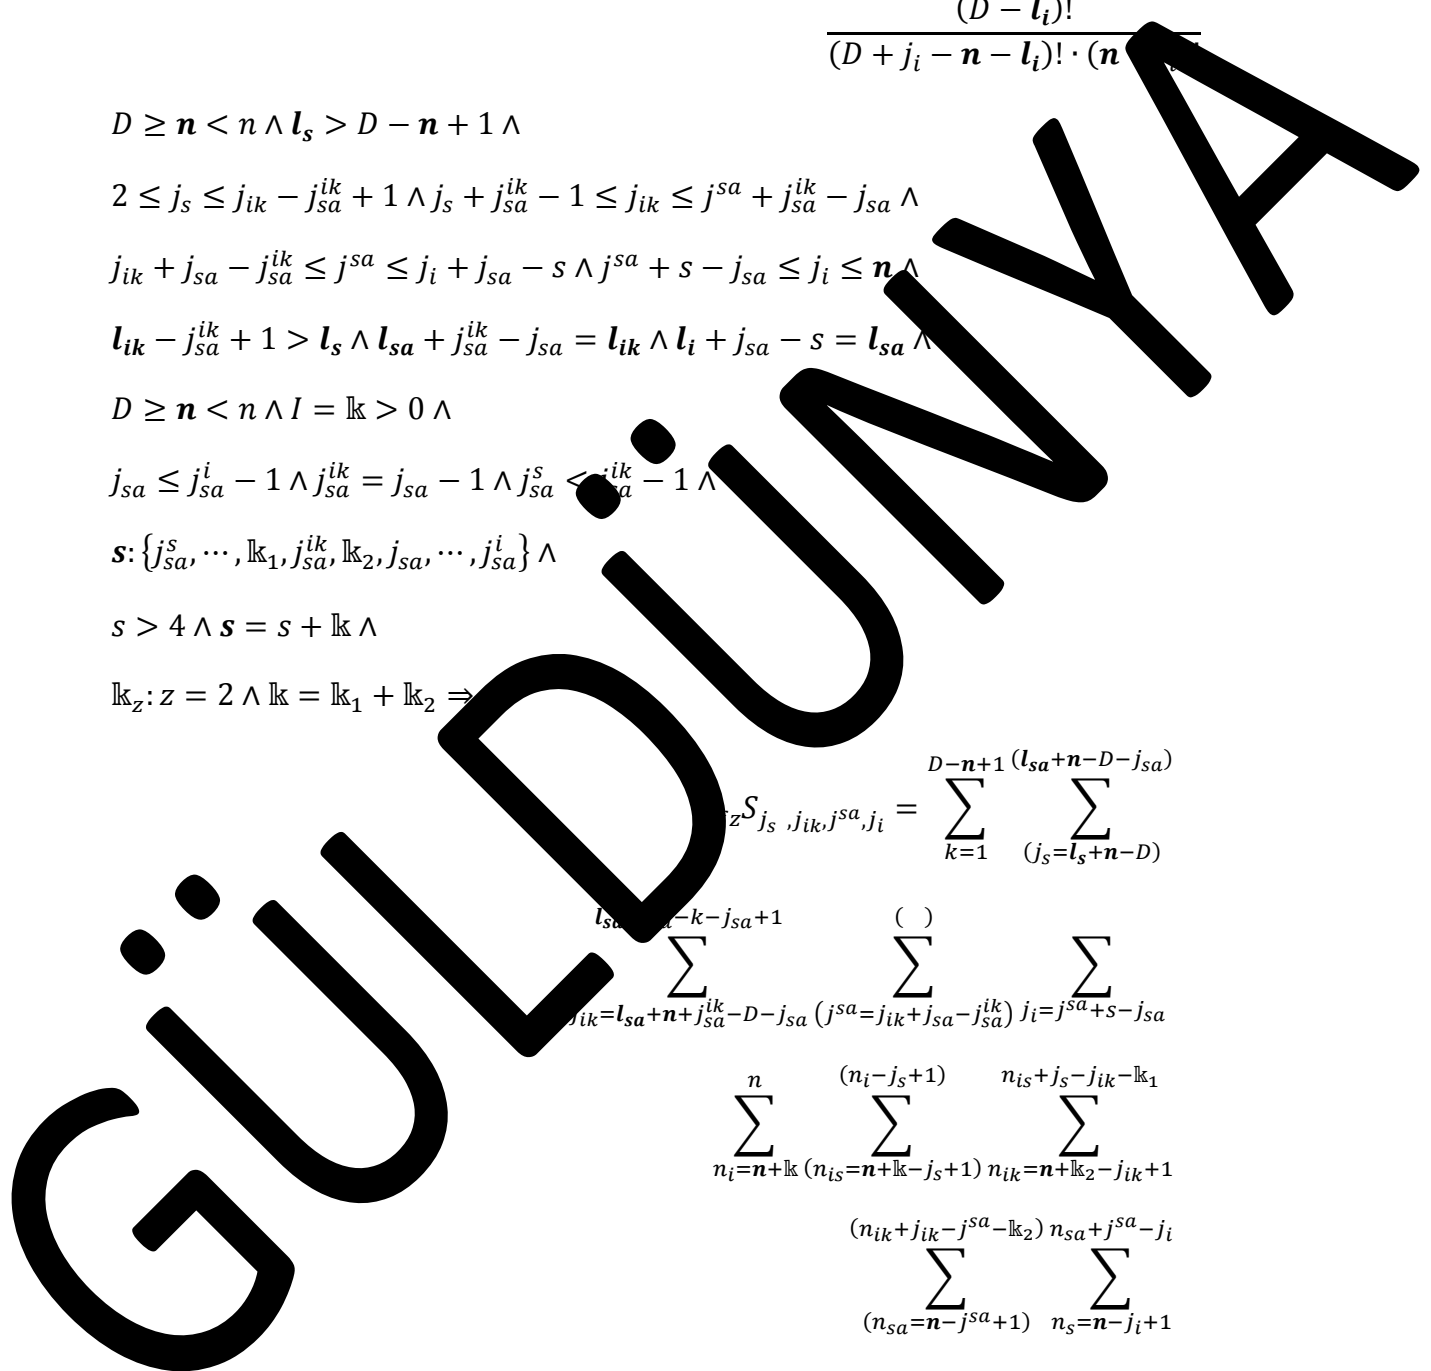 (D − l_i)!
(D + j_i − n − l_i)! · (n
D ≥ n < n ∧ l_s > D − n + 1 ∧
2 ≤ j_s ≤ j_ik − j_sa^ik + 1 ∧ j_s + j_sa^ik − 1 ≤ j_ik ≤ j^sa + j_sa^ik − j_sa ∧
j_ik + j_sa − j_sa^ik ≤ j^sa ≤ j_i + j_sa − s ∧ j^sa + s − j_sa ≤ j_i ≤ n ∧
l_ik − j_sa^ik + 1 > l_s ∧ l_sa + j_sa^ik − j_sa = l_ik ∧ l_i + j_sa − s = l_sa ∧
D ≥ n < n ∧ I = 𝕜 > 0 ∧
j_sa ≤ j_sa^i − 1 ∧ j_sa^ik = j_sa − 1 ∧ j_sa^s < j_sa^ik − 1 ∧
s: {j_sa^s, ⋯, 𝕜_1, j_sa^ik, 𝕜_2, j_sa, ⋯, j_sa^i} ∧
s > 4 ∧ s = s + 𝕜 ∧
𝕜_z: z = 2 ∧ 𝕜 = 𝕜_1 + 𝕜_2 ⇒
D−n+1 (l_sa+n−D−j_sa)
z S_{j_s ,j_ik,j^sa,j_i} = ∑ ∑
k=1 (j_s=l_s+n−D)
−k−j_sa+1 ( )
∑ ∑ ∑
j_ik=l_sa+n+j_sa^ik−D−j_sa (j^sa=j_ik+j_sa−j_sa^ik) j_i=j^sa+s−j_sa
n (n_i−j_s+1) n_is+j_s−j_ik−𝕜_1
∑ ∑ ∑
n_i=n+𝕜 (n_is=n+𝕜−j_s+1) n_ik=n+𝕜_2−j_ik+1
(n_ik+j_ik−j^sa−𝕜_2) n_sa+j^sa−j_i
∑ ∑
(n_sa=n−j^sa+1) n_s=n−j_i+1
GÜLDÜNYA